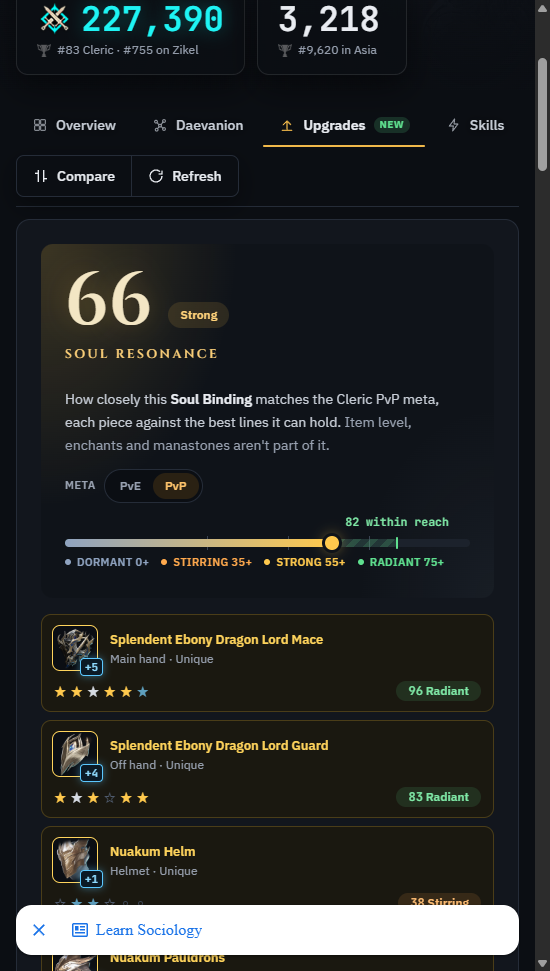 227,390
#83 Cleric · #755 on Zikel
3,218
#9,620 in Asia
Overview
Daevanion
Upgrades NEW
Skills
Compare
Refresh
66 Strong
SOUL RESONANCE
How closely this Soul Binding matches the Cleric PvP meta,
each piece against the best lines it can hold. Item level,
enchants and manastones aren't part of it.
META PvE PvP
82 within reach
DORMANT 0+ STIRRING 35+ STRONG 55+ RADIANT 75+
Splendent Ebony Dragon Lord Mace
Main hand · Unique
+5
96 Radiant
Splendent Ebony Dragon Lord Guard
Off hand · Unique
+4
83 Radiant
Nuakum Helm
Helmet · Unique
+1
38 Stirring
Learn Sociology
Nuakum Pauldrons